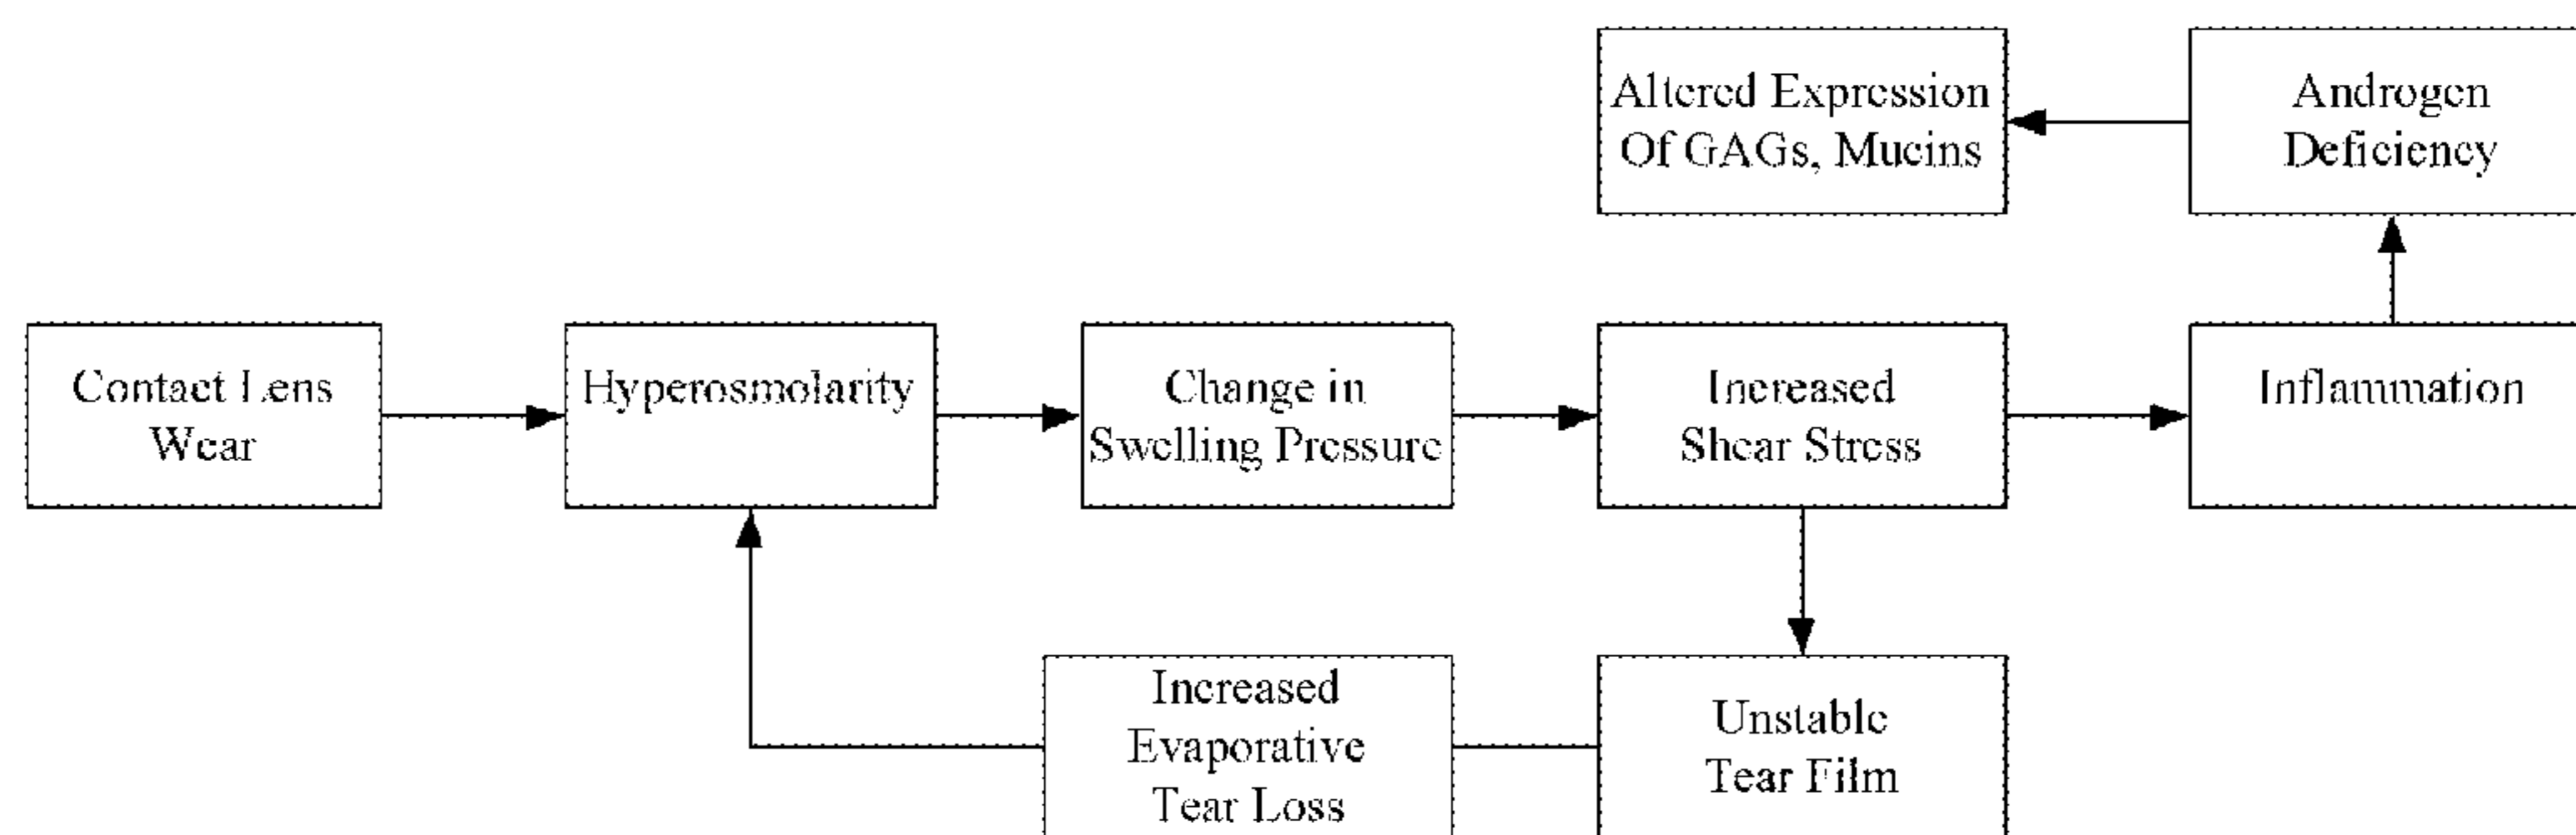 Altered Expression
Of GAGs, Mucins
Androgen
Deficiency
Contact Lens
Wear
Hyperosmolarity
Change in
Swelling Pressure
Increased
Shear Stress
Inflammation
Increased
Evaporative
Tear Loss
Unstable
Tear Film